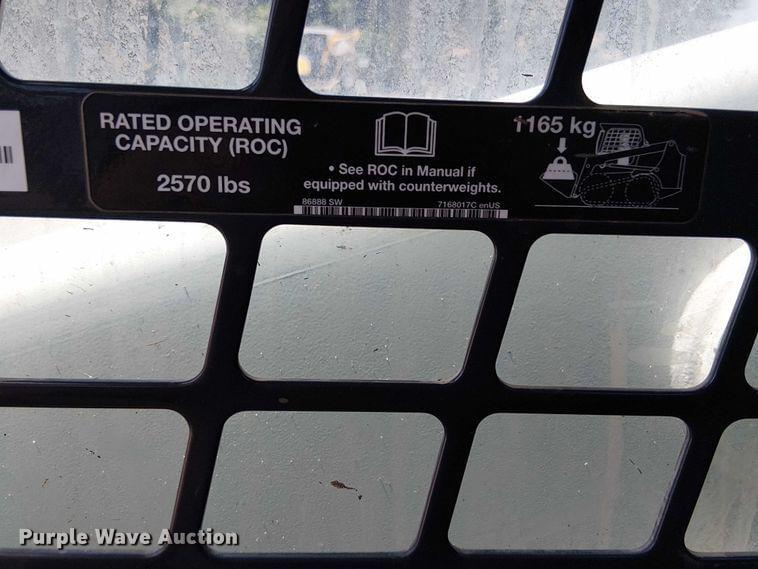 RATED OPERATING
CAPACITY (ROC)
2570 lbs
• See ROC in Manual if
equipped with counterweights.
86888 SW
7168017C enUS
1165 kg
Purple Wave Auction